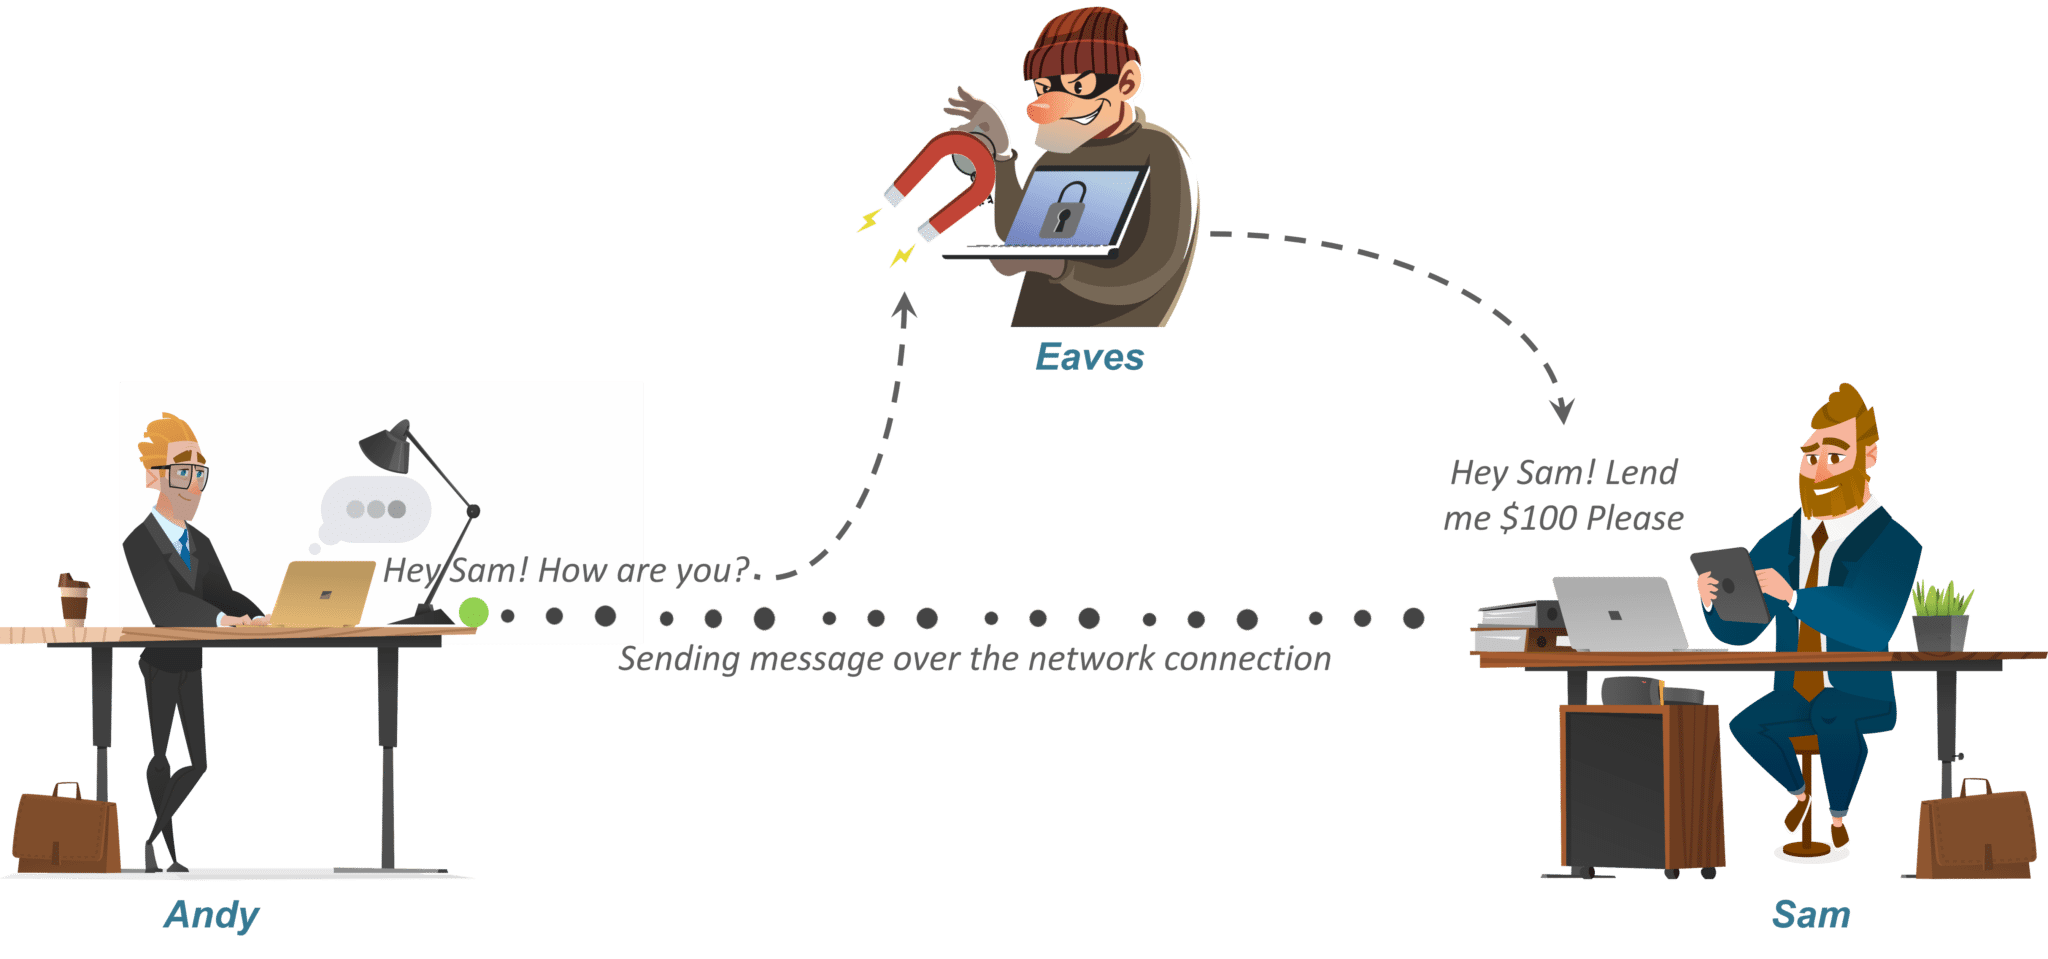 Eaves
Hey Sam! Lend
me $100 Please
Hey Sam! How are you?
Sending message over the network connection
Andy
Sam